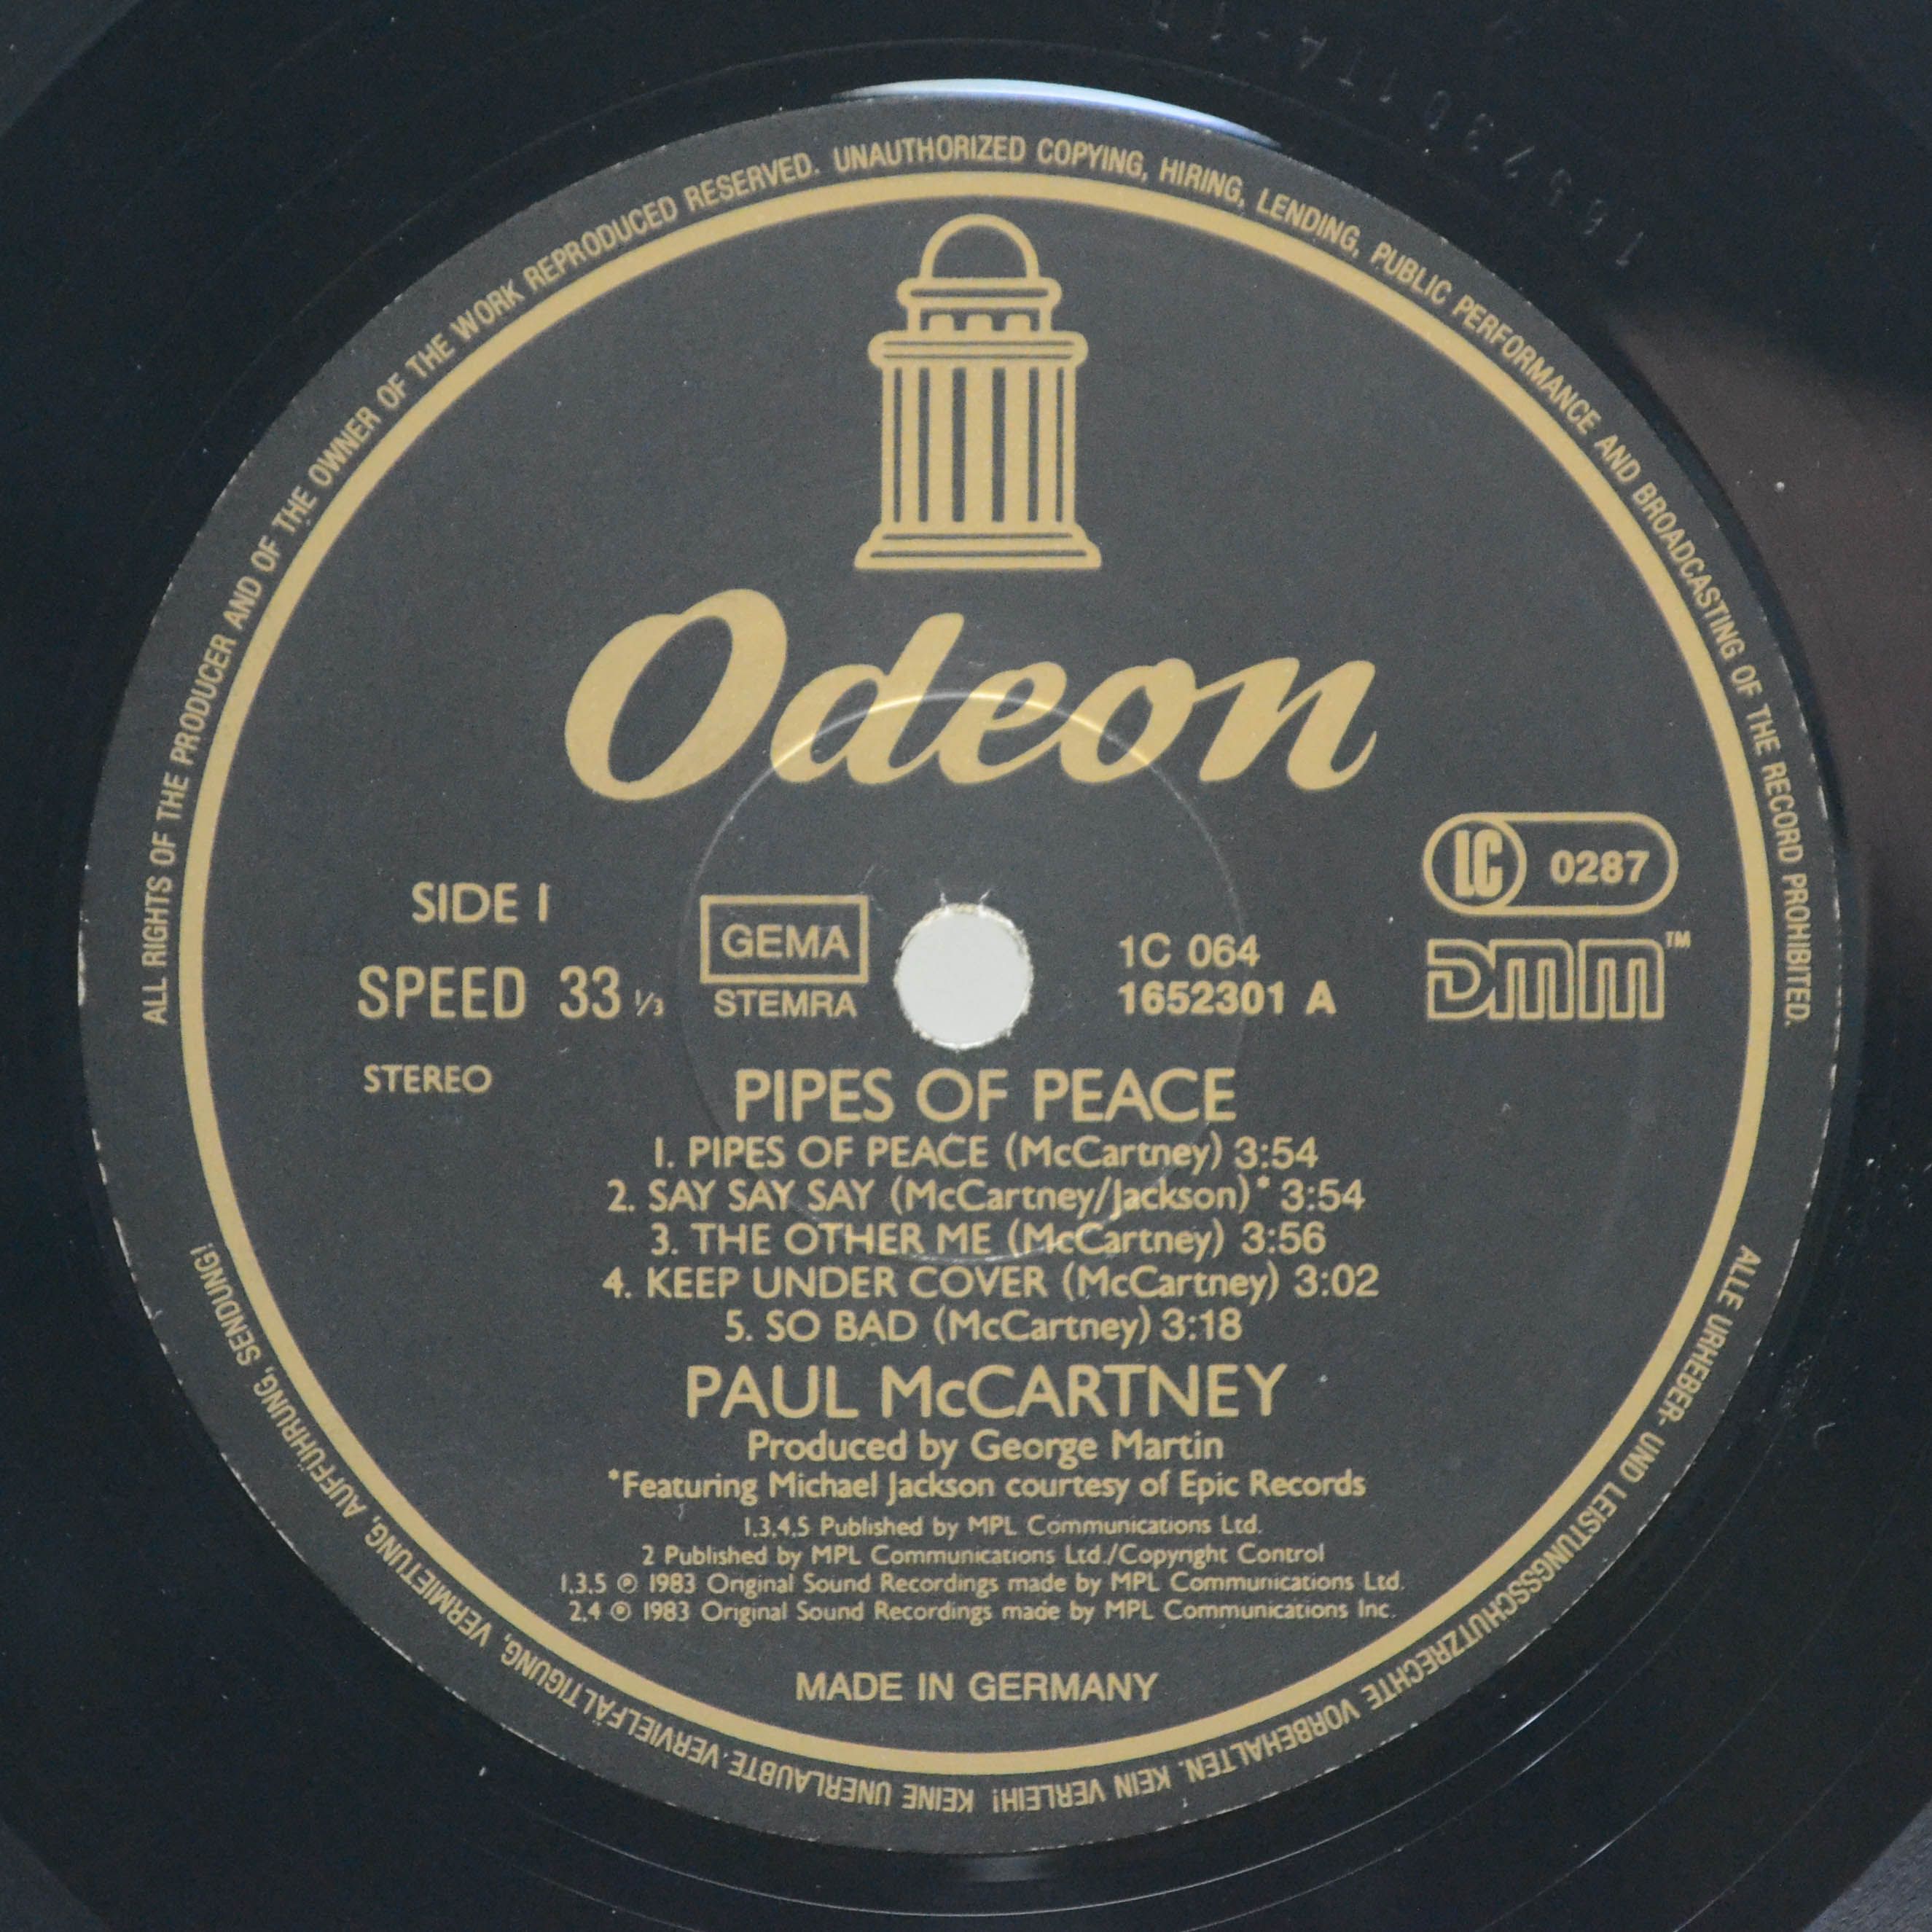 ALL RIGHTS OF THE PRODUCER AND OF THE OWNER OF THE WORK REPRODUCED RESERVED. UNAUTHORIZED COPYING, HIRING, LENDING, PUBLIC PERFORMANCE AND BROADCASTING OF THE RECORD PROHIBITED.
Odeon
LC 0287
SIDE 1
GEMA
1C 064
DMM™
SPEED 33 1/3
STEMRA
1652301 A
STEREO
PIPES OF PEACE
1. PIPES OF PEACE (McCartney) 3:54
2. SAY SAY SAY (McCartney/Jackson)* 3:54
3. THE OTHER ME (McCartney) 3:56
4. KEEP UNDER COVER (McCartney) 3:02
5. SO BAD (McCartney) 3:18
PAUL McCARTNEY
Produced by George Martin
*Featuring Michael Jackson courtesy of Epic Records
1.3.4.5 Published by MPL Communications Ltd.
2 Published by MPL Communications Ltd./Copyright Control
1.3.5 ℗ 1983 Original Sound Recordings made by MPL Communications Ltd.
2.4 ℗ 1983 Original Sound Recordings made by MPL Communications Inc.
MADE IN GERMANY
ALLE URHEBER- UND LEISTUNGSSCHUTZRECHTE VORBEHALTEN. KEIN VERLEIH! KEINE UNERLAUBTE VERVIELFÄLTIGUNG, VERMIETUNG, AUFFÜHRUNG, SENDUNG!